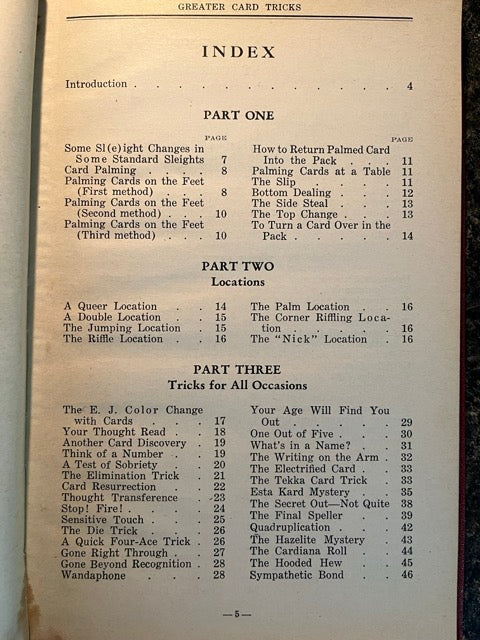 GREATER CARD TRICKS
INDEX
Introduction . . . . . . . . . . . . 4
PART ONE
PAGE
Some Sl(e)ight Changes in
Some Standard Sleights 7
Card Palming . . . . 8
Palming Cards on the Feet
(First method) . . . 8
Palming Cards on the Feet
(Second method) . . . 10
Palming Cards on the Feet
(Third method) . . . 10
PAGE
How to Return Palmed Card
Into the Pack . . . 11
Palming Cards at a Table 11
The Slip . . . . . 11
Bottom Dealing . . . 12
The Side Steal . . . 13
The Top Change . . . 13
To Turn a Card Over in the
Pack . . . . . . 14
PART TWO
Locations
A Queer Location . . 14
A Double Location . . 15
The Jumping Location . 15
The Riffle Location . . 16
The Palm Location . . 16
The Corner Riffling Loca-
tion . . . . . . 16
The "Nick" Location . 16
PART THREE
Tricks for All Occasions
The E. J. Color Change
with Cards . . . . 17
Your Thought Read . . 18
Another Card Discovery . 19
Think of a Number . . 19
A Test of Sobriety . . 20
The Elimination Trick . 21
Card Resurrection . . 22
Thought Transference . 23
Stop! Fire! . . . . . 24
Sensitive Touch . . . 25
The Die Trick . . . 26
A Quick Four-Ace Trick . 26
Gone Right Through . . 27
Gone Beyond Recognition . 28
Wandaphone . . . 28
Your Age Will Find You
Out . . . . . . 29
One Out of Five . . . 30
What's in a Name? . . 31
The Writing on the Arm . 32
The Electrified Card . . 33
The Tekka Card Trick . 33
Esta Kard Mystery . . 35
The Secret Out—Not Quite 38
The Final Speller . . 39
Quadruplication . . . 42
The Hazelite Mystery . 43
The Cardiana Roll . . 44
The Hooded Hew . . 45
Sympathetic Bond . . 46
—5—